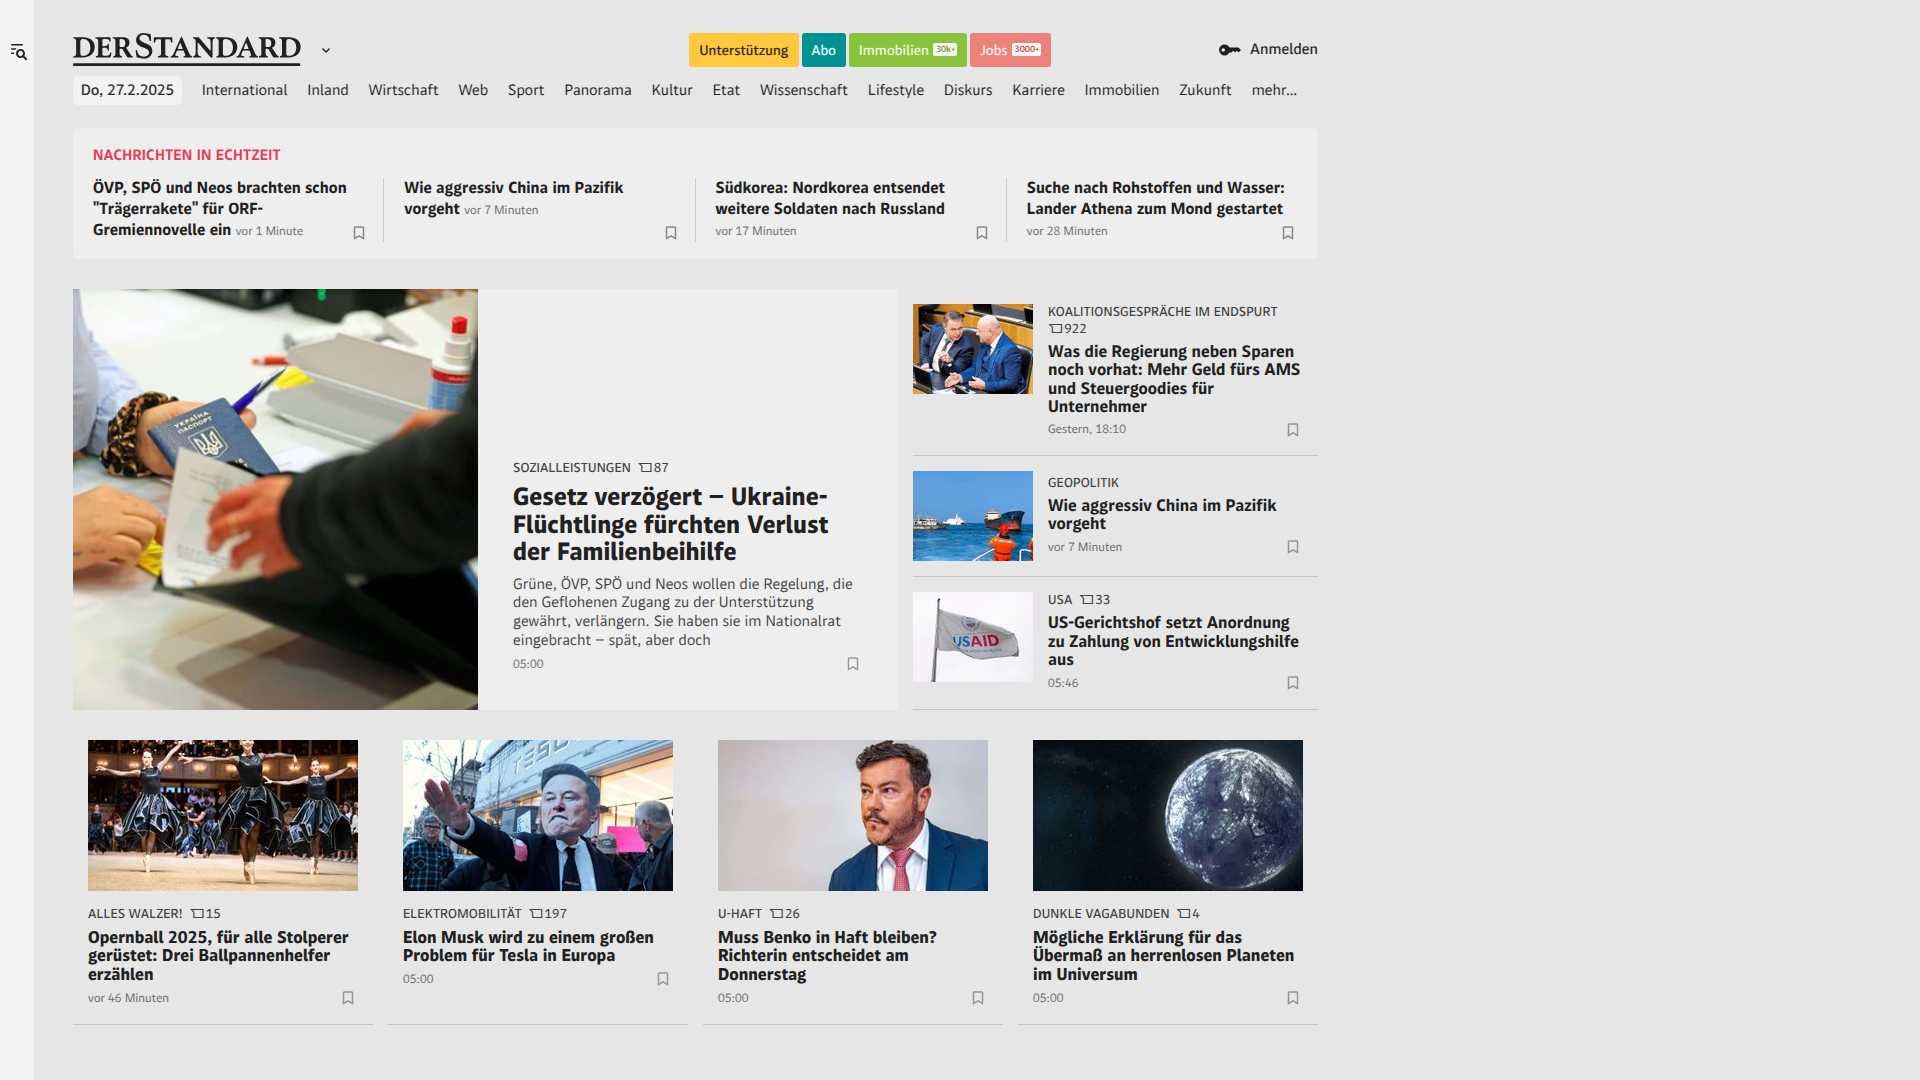 DERSTANDARD
Unterstützung
Abo
Immobilien 30k+
Jobs 3000+
Anmelden
Do, 27.2.2025
International
Inland
Wirtschaft
Web
Sport
Panorama
Kultur
Etat
Wissenschaft
Lifestyle
Diskurs
Karriere
Immobilien
Zukunft
mehr...
NACHRICHTEN IN ECHTZEIT
ÖVP, SPÖ und Neos brachten schon
"Trägerrakete" für ORF-
Gremiennovelle ein vor 1 Minute
Wie aggressiv China im Pazifik
vorgeht vor 7 Minuten
Südkorea: Nordkorea entsendet
weitere Soldaten nach Russland
vor 17 Minuten
Suche nach Rohstoffen und Wasser:
Lander Athena zum Mond gestartet
vor 28 Minuten
УКРАЇНА
ПАСПОРТ
SOZIALLEISTUNGEN 87
Gesetz verzögert – Ukraine-
Flüchtlinge fürchten Verlust
der Familienbeihilfe
Grüne, ÖVP, SPÖ und Neos wollen die Regelung, die
den Geflohenen Zugang zu der Unterstützung
gewährt, verlängern. Sie haben sie im Nationalrat
eingebracht – spät, aber doch
05:00
KOALITIONSGESPRÄCHE IM ENDSPURT
922
Was die Regierung neben Sparen
noch vorhat: Mehr Geld fürs AMS
und Steuergoodies für
Unternehmer
Gestern, 18:10
GEOPOLITIK
Wie aggressiv China im Pazifik
vorgeht
vor 7 Minuten
USAID
USA 33
US-Gerichtshof setzt Anordnung
zu Zahlung von Entwicklungshilfe
aus
05:46
ALLES WALZER! 15
Opernball 2025, für alle Stolperer
gerüstet: Drei Ballpannenhelfer
erzählen
vor 46 Minuten
TESL
ELEKTROMOBILITÄT 197
Elon Musk wird zu einem großen
Problem für Tesla in Europa
05:00
U-HAFT 26
Muss Benko in Haft bleiben?
Richterin entscheidet am
Donnerstag
05:00
DUNKLE VAGABUNDEN 4
Mögliche Erklärung für das
Übermaß an herrenlosen Planeten
im Universum
05:00